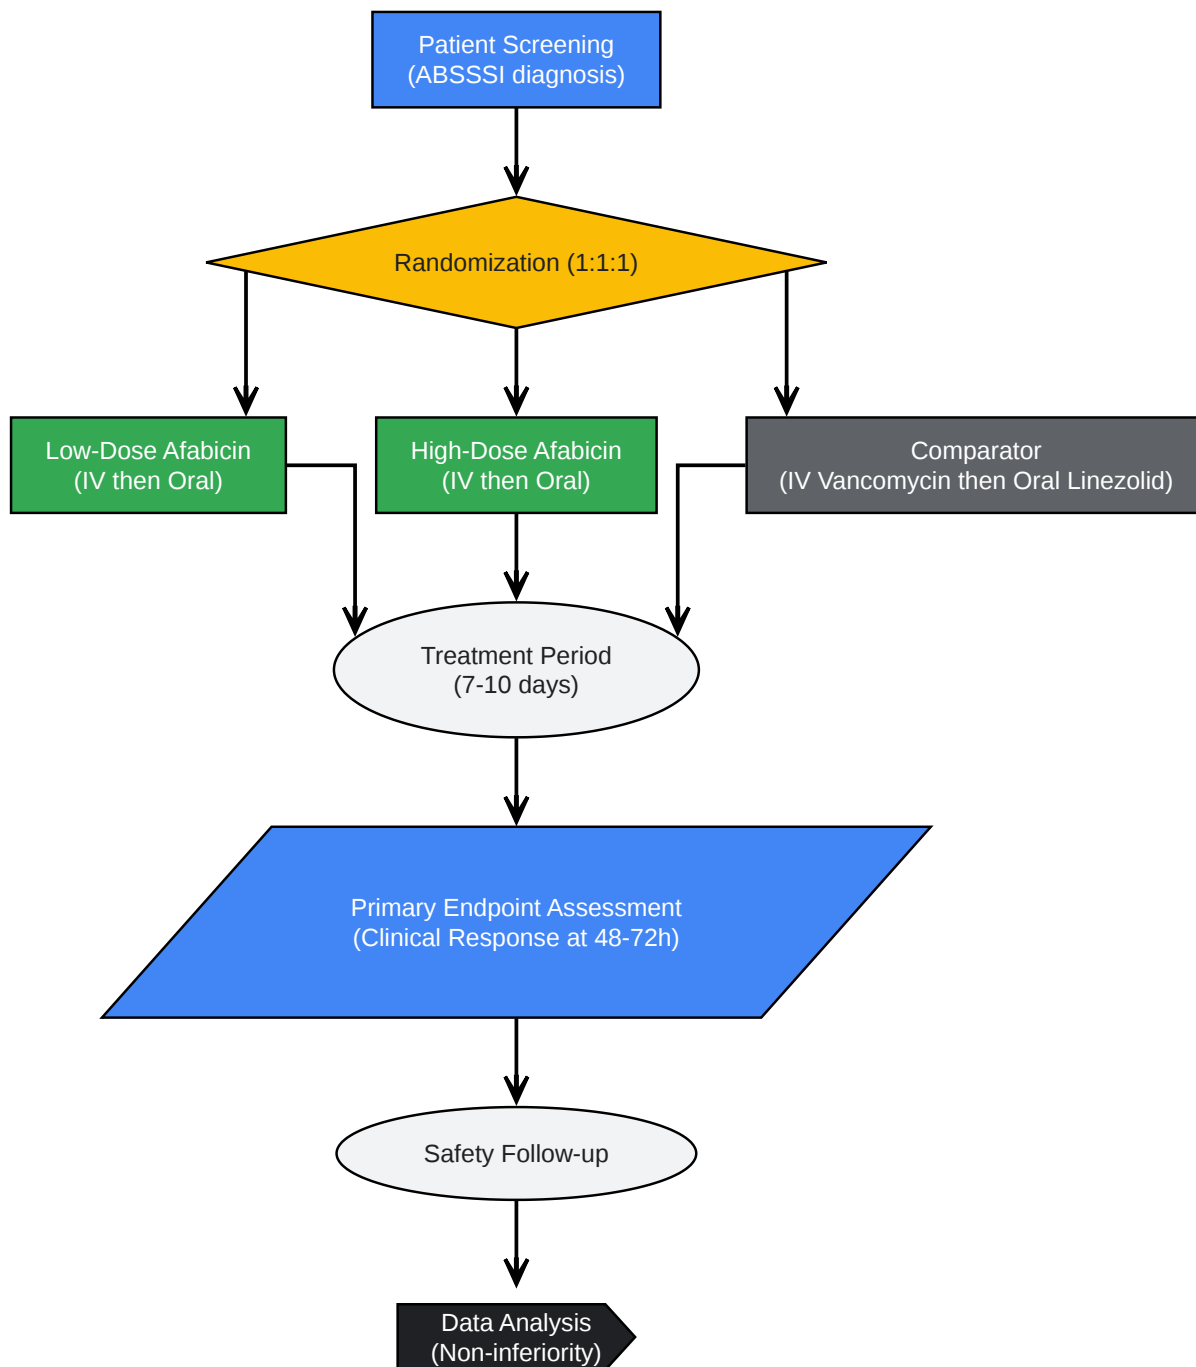 Patient Screening
(ABSSSI diagnosis)
Randomization (1:1:1)
Low-Dose Afabicin
(IV then Oral)
High-Dose Afabicin
(IV then Oral)
Comparator
(IV Vancomycin then Oral Linezolid)
Treatment Period
(7-10 days)
Primary Endpoint Assessment
(Clinical Response at 48-72h)
Safety Follow-up
Data Analysis
(Non-inferiority)